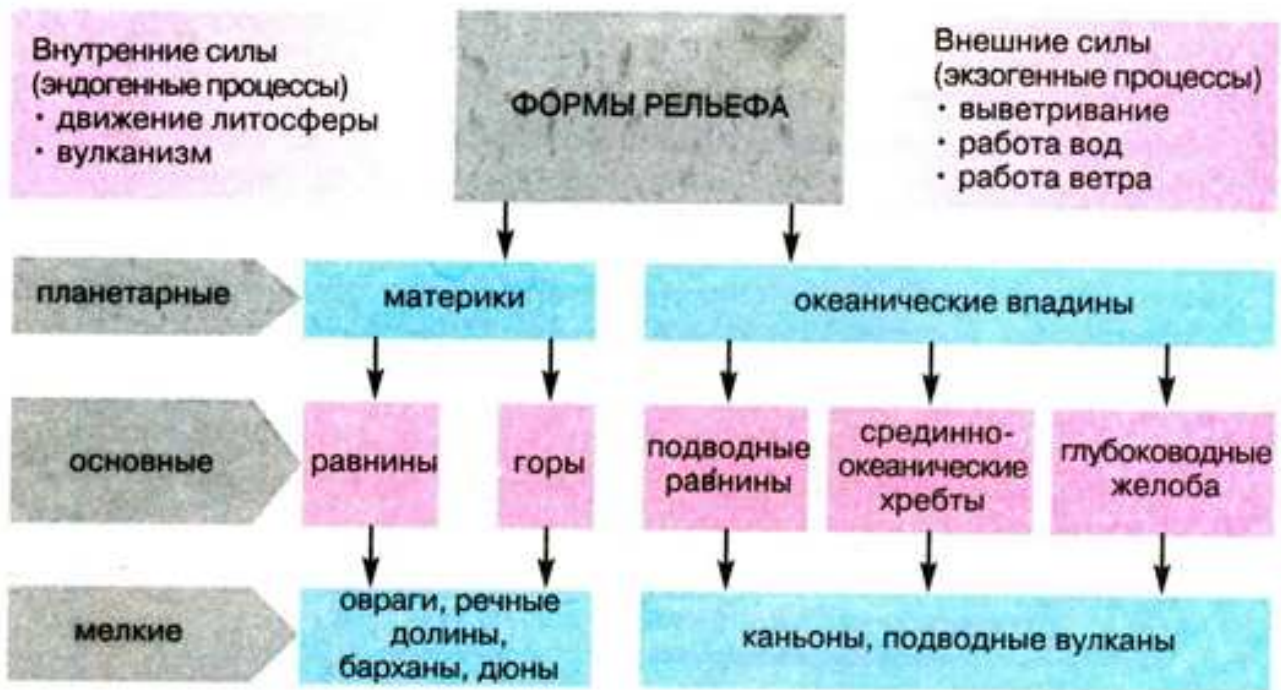 Внутренние силы
(эндогенные процессы)
· движение литосферы
· вулканизм
ФОРМЫ РЕЛЬЕФА
Внешние силы
(экзогенные процессы)
· выветривание
· работа вод
· работа ветра
планетарные
материки
океанические впадины
основные
равнины
горы
подводные
равнины
срединно-
океанические
хребты
глубоководные
желоба
мелкие
овраги, речные
долины,
барханы, дюны
каньоны, подводные вулканы